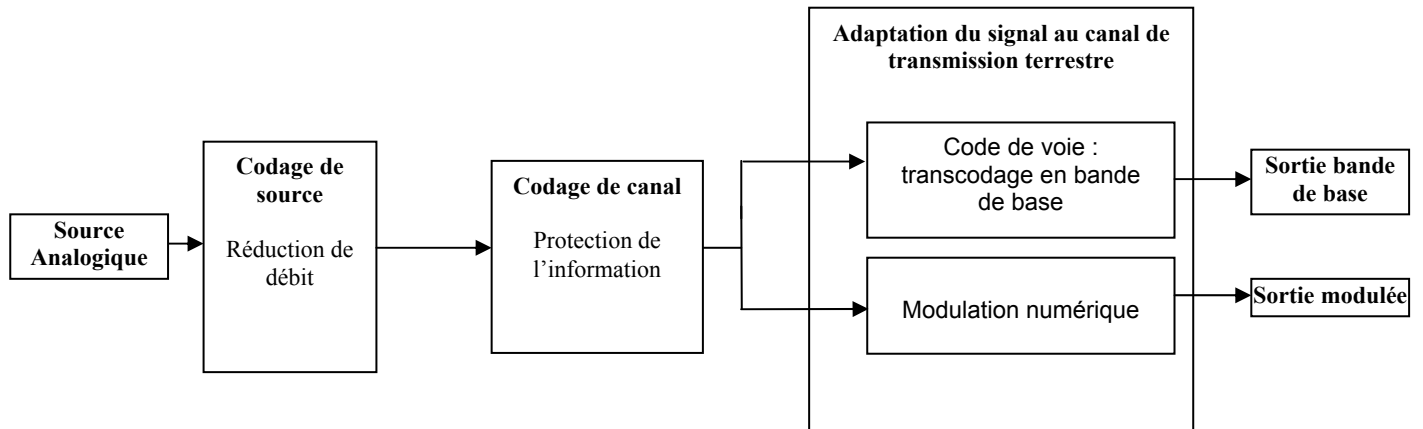 Source
Analogique
Codage de
source
Réduction de
débit
Codage de canal
Protection de
l’information
Adaptation du signal au canal de
transmission terrestre
Code de voie :
transcodage en bande
de base
Modulation numérique
Sortie bande
de base
Sortie modulée